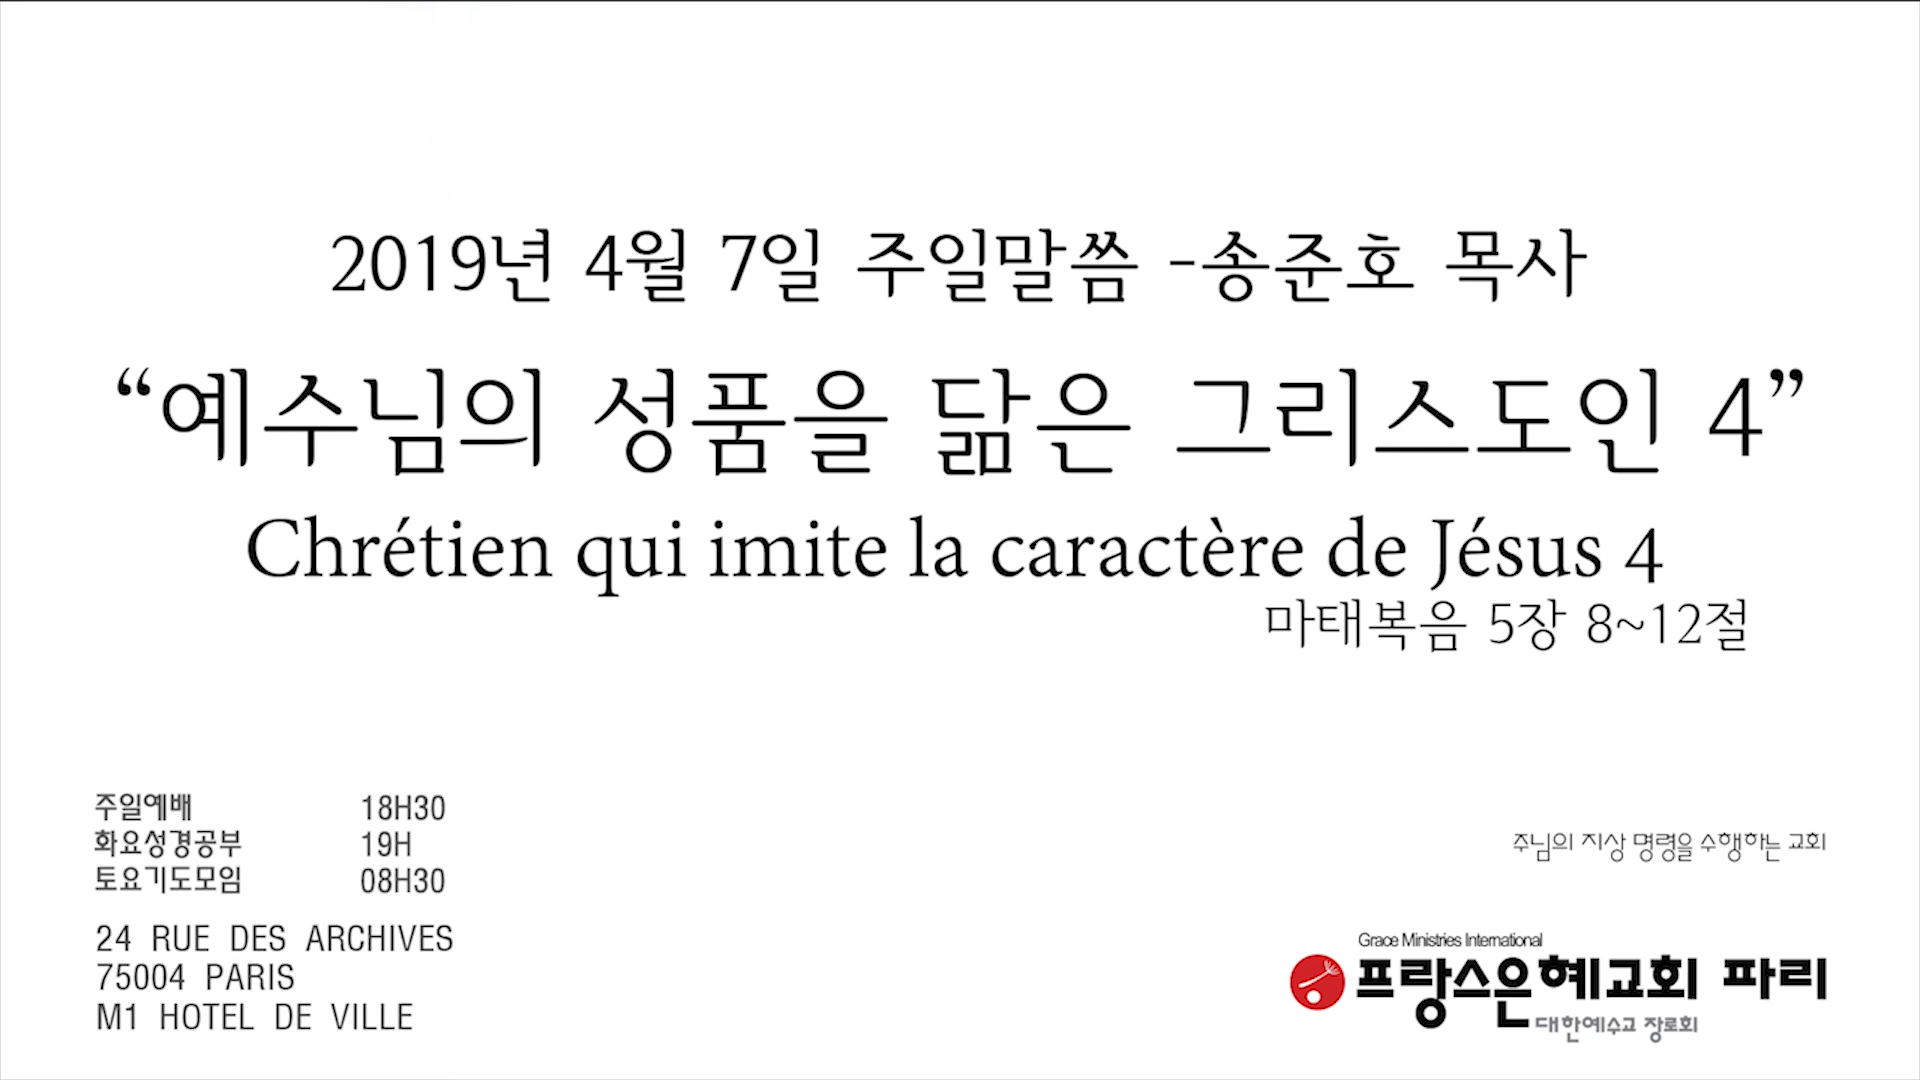 2019년 4월 7일 주일말씀 -송준호 목사
“예수님의 성품을 닮은 그리스도인 4”
Chrétien qui imite la caractère de Jésus 4
마태복음 5장 8~12절
주일예배 18H30
화요성경공부 19H
토요기도모임 08H30
24 RUE DES ARCHIVES
75004 PARIS
M1 HOTEL DE VILLE
주님의 지상 명령을 수행하는 교회
Grace Ministries International
프랑스은혜교회 파리
대한예수교 장로회